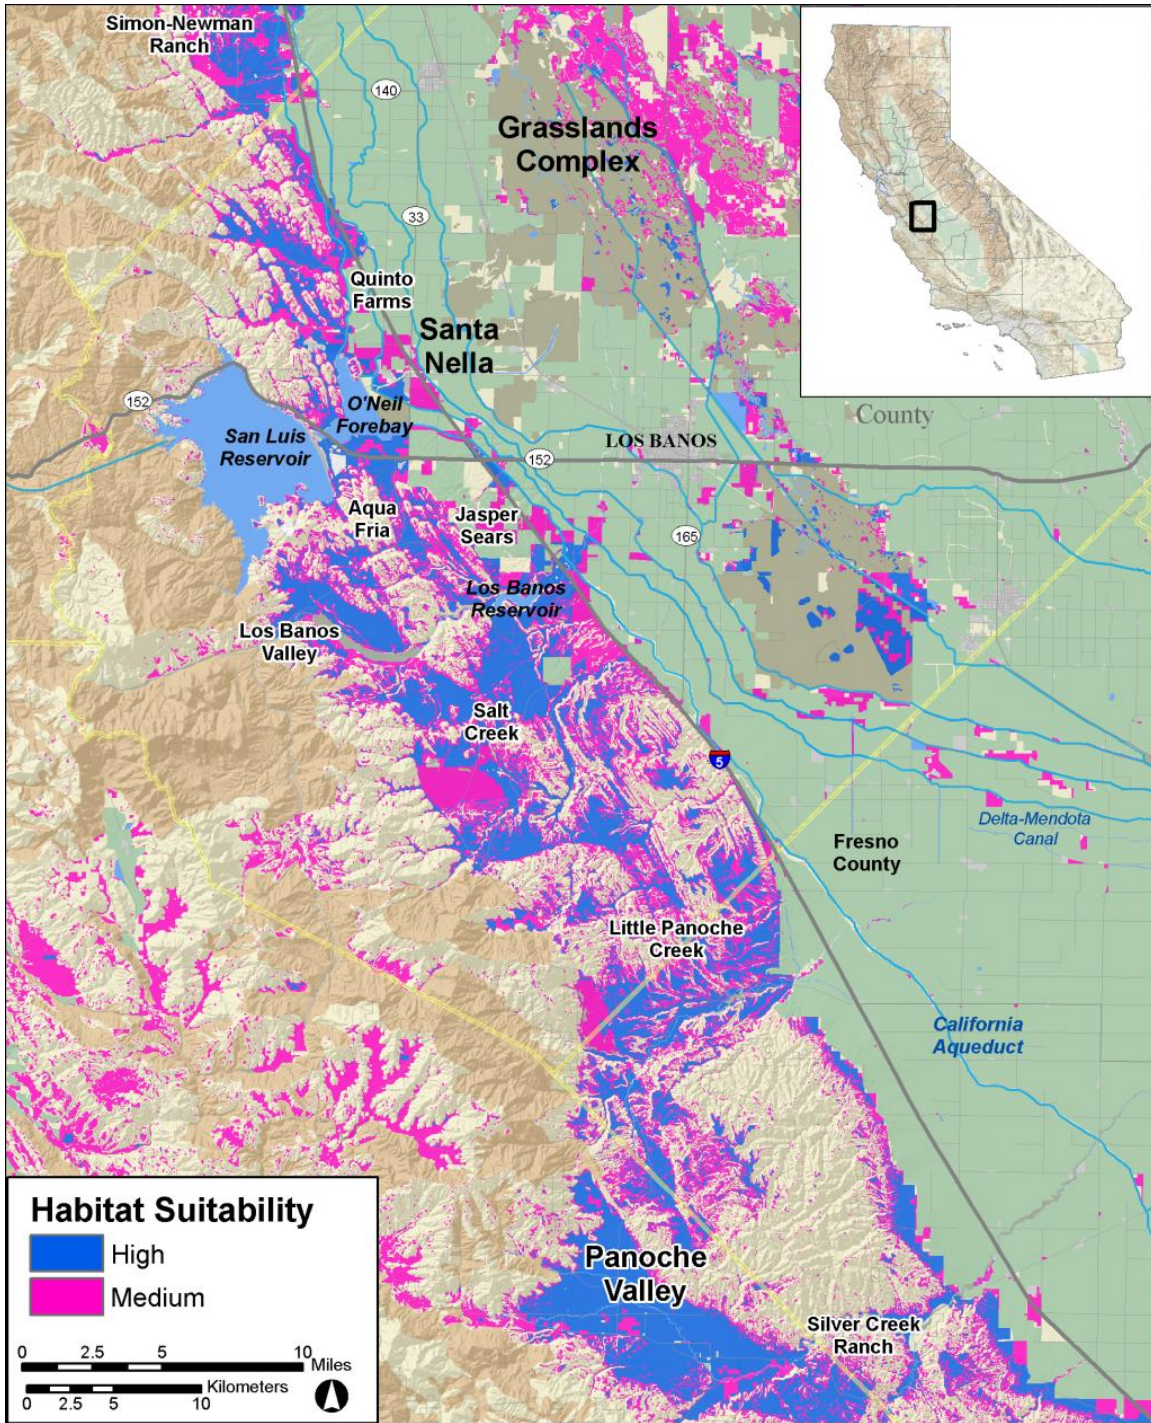 Simon-Newman
Ranch
140
Grasslands
Complex
33
Quinto
Farms
Santa
Nella
152
O'Neil
Forebay
San Luis
Reservoir
County
LOS BANOS
152
Aqua
Fria
Jasper
Sears
165
Los Banos
Reservoir
Los Banos
Valley
Salt
Creek
5
Delta-Mendota
Canal
Fresno
County
Little Panoche
Creek
California
Aqueduct
Panoche
Valley
Silver Creek
Ranch
Habitat Suitability
High
Medium
0 2.5 5 10 Miles
Kilometers
0 2.5 5 10